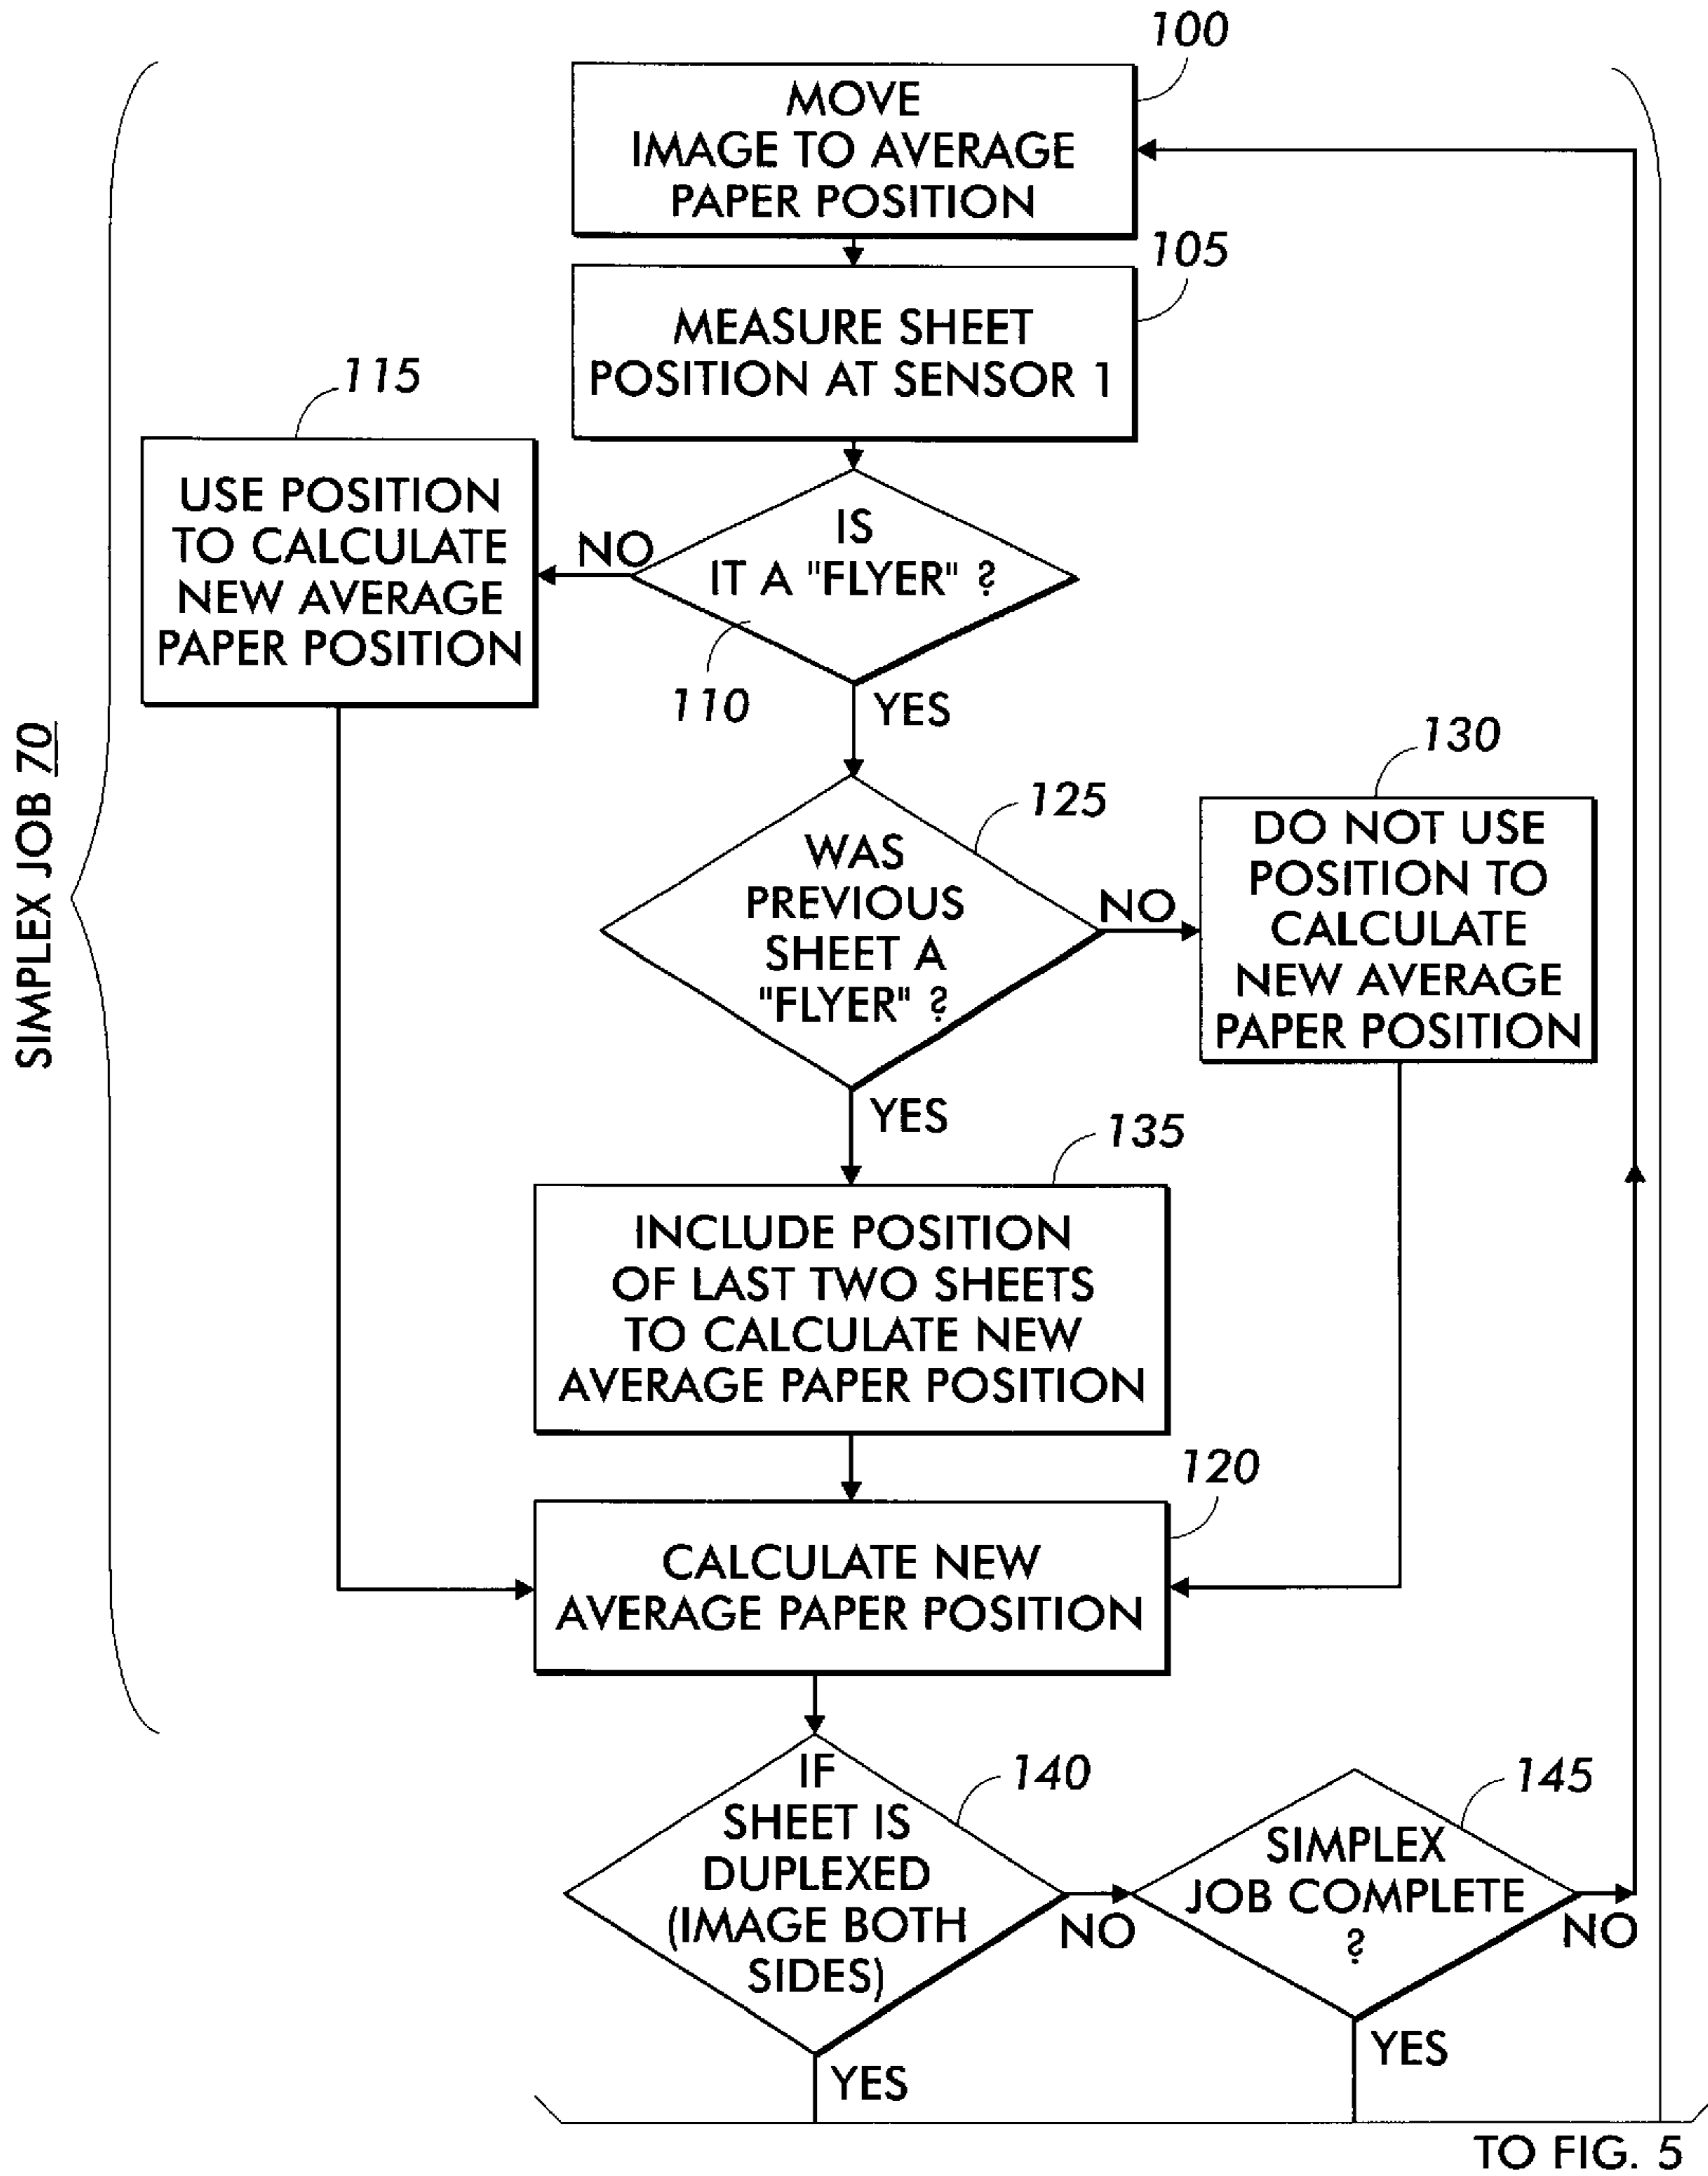 100
MOVE
IMAGE TO AVERAGE
PAPER POSITION
105
MEASURE SHEET
POSITION AT SENSOR 1
115
USE POSITION
TO CALCULATE
NEW AVERAGE
PAPER POSITION
NO
IS
IT A "FLYER" ?
110
YES
SIMPLEX JOB 70
125
WAS
PREVIOUS
SHEET A
"FLYER" ?
NO
130
DO NOT USE
POSITION TO
CALCULATE
NEW AVERAGE
PAPER POSITION
YES
135
INCLUDE POSITION
OF LAST TWO SHEETS
TO CALCULATE NEW
AVERAGE PAPER POSITION
120
CALCULATE NEW
AVERAGE PAPER POSITION
140
IF
SHEET IS
DUPLEXED
(IMAGE BOTH
SIDES)
NO
YES
145
SIMPLEX
JOB COMPLETE
?
NO
YES
TO FIG. 5